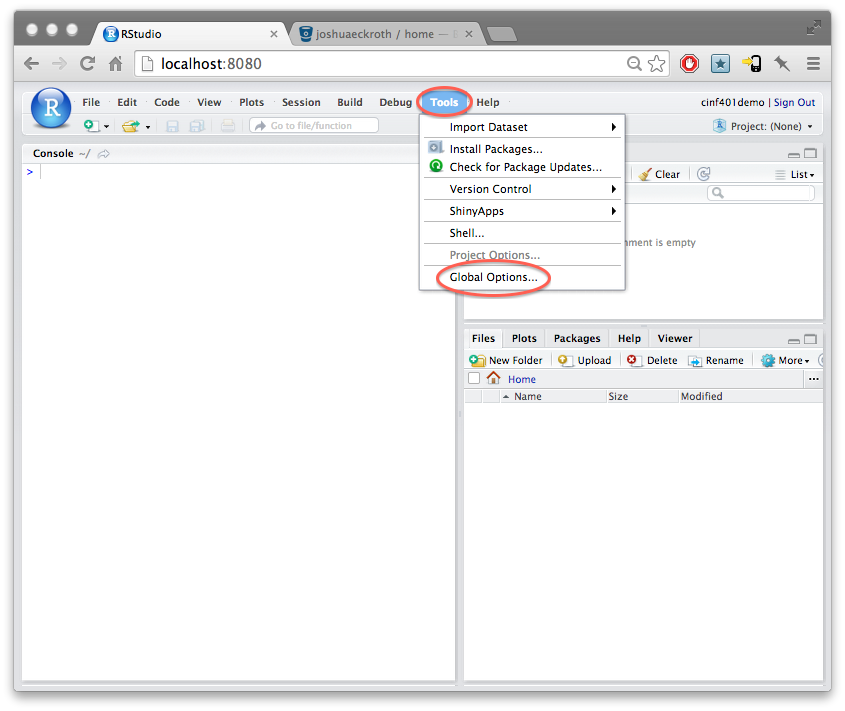 RStudio
joshuaeckroth / home —
localhost:8080
R
File Edit Code View Plots Session Build Debug Tools Help
cinf401demo | Sign Out
Go to file/function
Project: (None)
Console ~/
>
Import Dataset
Install Packages...
Check for Package Updates...
Version Control
ShinyApps
Shell...
Project Options...
Global Options...
Clear
List
nment is empty
Files Plots Packages Help Viewer
New Folder Upload Delete Rename More
Home
...
Name Size Modified